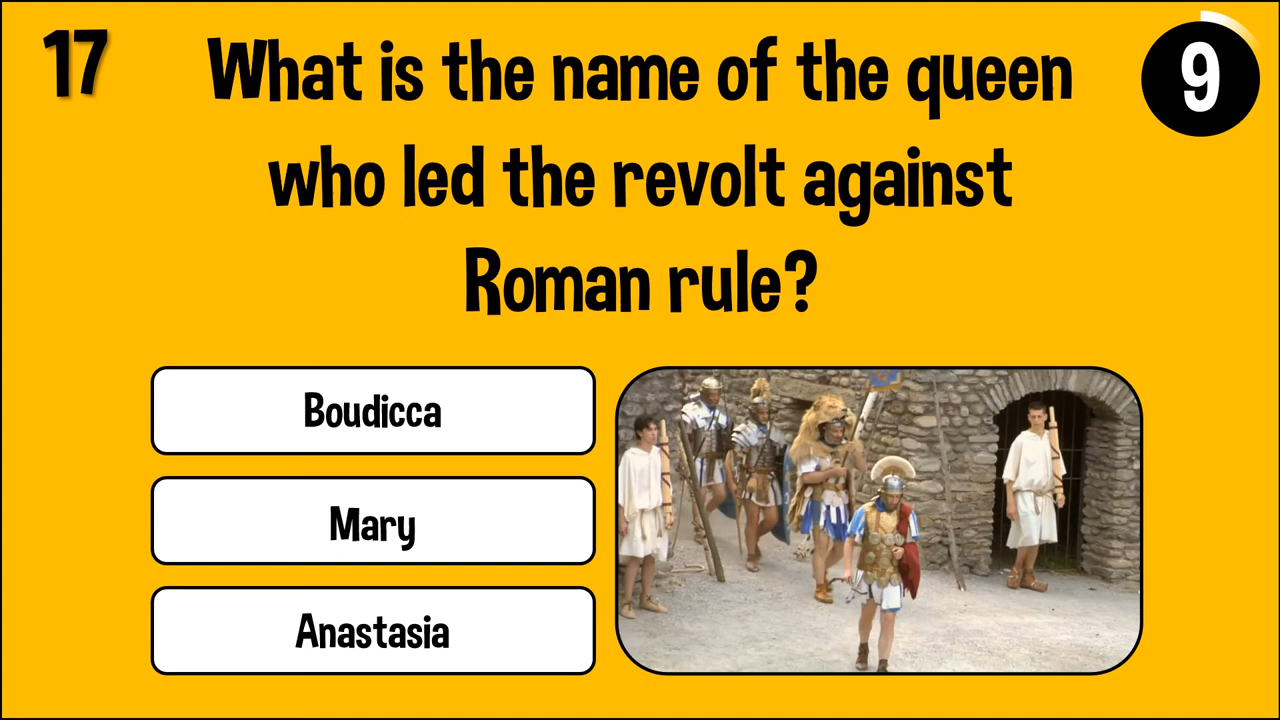 17
What is the name of the queen
9
who led the revolt against
Roman rule?
Boudicca
Mary
Anastasia